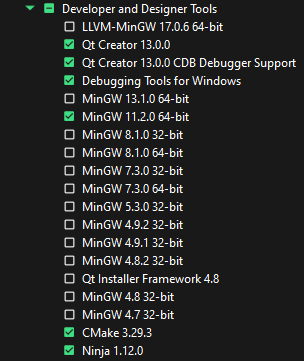 Developer and Designer Tools
LLVM-MinGW 17.0.6 64-bit
Qt Creator 13.0.0
Qt Creator 13.0.0 CDB Debugger Support
Debugging Tools for Windows
MinGW 13.1.0 64-bit
MinGW 11.2.0 64-bit
MinGW 8.1.0 32-bit
MinGW 8.1.0 64-bit
MinGW 7.3.0 32-bit
MinGW 7.3.0 64-bit
MinGW 5.3.0 32-bit
MinGW 4.9.2 32-bit
MinGW 4.9.1 32-bit
MinGW 4.8.2 32-bit
Qt Installer Framework 4.8
MinGW 4.8 32-bit
MinGW 4.7 32-bit
CMake 3.29.3
Ninja 1.12.0